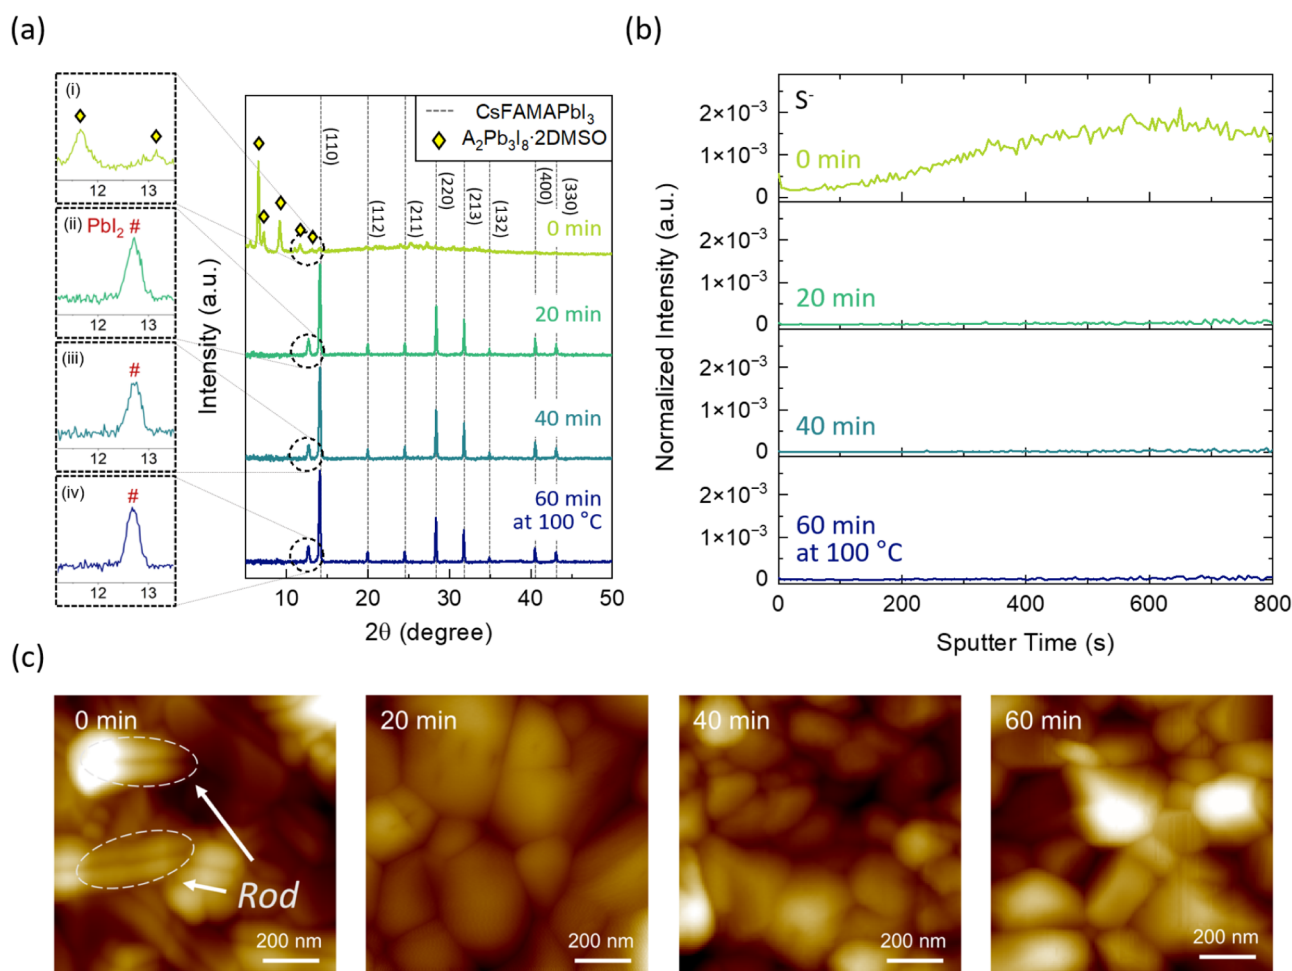 (a)
(i)
12 13
(ii) PbI₂ #
12 13
(iii)
#
12 13
(iv)
#
12 13
Intensity (a.u.)
CsFAMAPbI₃
A₂Pb₃I₈·2DMSO
(110)
(112)
(211)
(220)
(213)
(132)
(400)
(330)
0 min
20 min
40 min
60 min
at 100 °C
10 20 30 40 50
2θ (degree)
(b)
Normalized Intensity (a.u.)
S⁻
2×10⁻³
1×10⁻³
0
0 min
2×10⁻³
1×10⁻³
0
20 min
2×10⁻³
1×10⁻³
0
40 min
2×10⁻³
1×10⁻³
0
60 min
at 100 °C
0 200 400 600 800
Sputter Time (s)
(c)
0 min
Rod
200 nm
20 min
200 nm
40 min
200 nm
60 min
200 nm